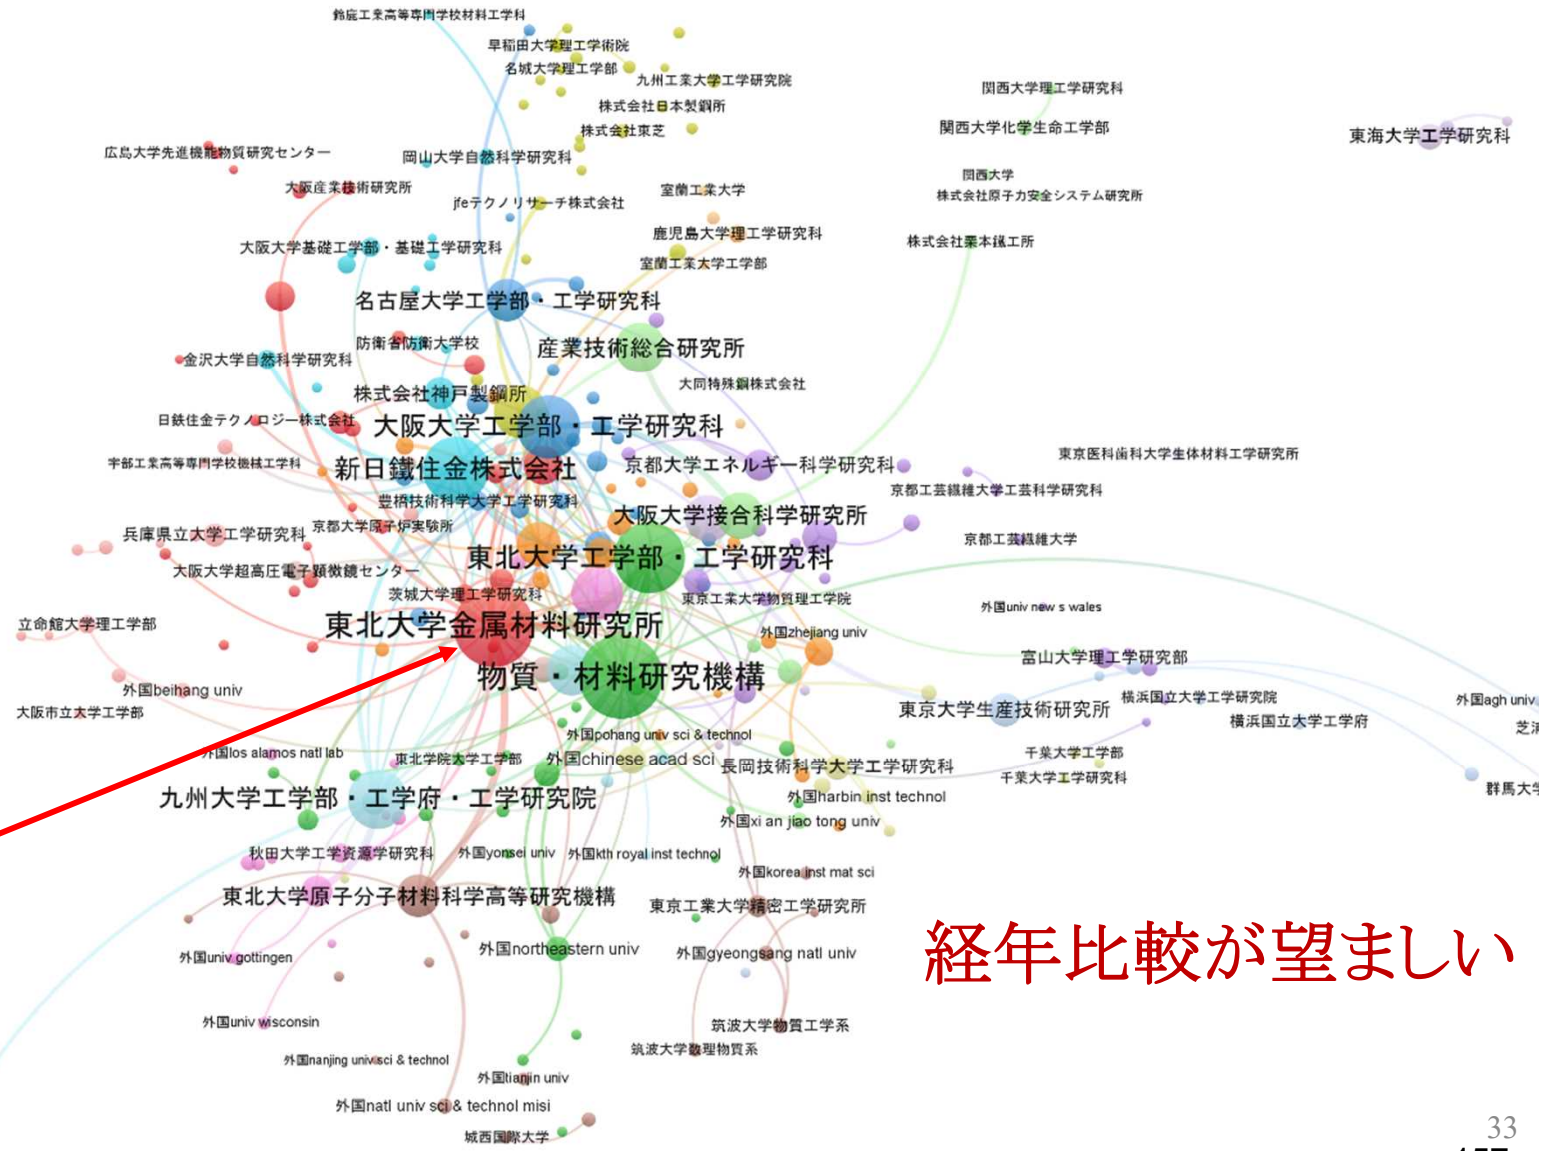 鈴鹿工業高等専門学校材料工学科
早稲田大学理工学術院
名城大学理工学部
九州工業大学工学研究院
関西大学理工学研究科
株式会社日本製鋼所
株式会社東芝
関西大学化学生命工学部
東海大学工学研究科
広島大学先進機能物質研究センター
岡山大学自然科学研究科
大阪産業技術研究所
関西大学
室蘭工業大学
株式会社原子力安全システム研究所
jfeテクノリサーチ株式会社
鹿児島大学理工学研究科
株式会社栗本鐵工所
大阪大学基礎工学部・基礎工学研究科
室蘭工業大学工学部
名古屋大学工学部・工学研究科
防衛省防衛大学校
産業技術総合研究所
金沢大学自然科学研究科
大同特殊鋼株式会社
株式会社神戸製鋼所
日鉄住金テクノロジー株式会社
大阪大学工学部・工学研究科
東京医科歯科大学生体材料工学研究所
宇部工業高等専門学校機械工学科
新日鐵住金株式会社
京都大学エネルギー科学研究科
京都工芸繊維大学工芸科学研究科
豊橋技術科学大学工学研究科
大阪大学接合科学研究所
京都大学原子炉実験所
兵庫県立大学工学研究科
京都工芸繊維大学
東北大学工学部・工学研究科
大阪大学超高圧電子顕微鏡センター
茨城大学理工学研究科
東京工業大学物質理工学院
外国univ new s wales
立命館大学理工学部
東北大学金属材料研究所
外国zhejiang univ
富山大学理工学研究部
物質・材料研究機構
外国beihang univ
横浜国立大学工学研究院
外国agh univ
大阪市立大学工学部
東京大学生産技術研究所
横浜国立大学工学府
芝浦
外国pohang univ sci & technol
外国los alamos natl lab
東北学院大学工学部
外国chinese acad sci
千葉大学工学部
長岡技術科学大学工学研究科
千葉大学工学研究科
群馬大学
九州大学工学部・工学府・工学研究院
外国harbin inst technol
外国xi an jiao tong univ
秋田大学工学資源学研究科
外国yonsei univ
外国kth royal inst technol
外国korea inst mat sci
東北大学原子分子材料科学高等研究機構
東京工業大学精密工学研究所
外国northeastern univ
外国gyeongsang natl univ
経年比較が望ましい
外国univ gottingen
外国univ wisconsin
筑波大学物質工学系
筑波大学数理物質系
外国nanjing univ sci & technol
外国tianjin univ
外国natl univ sci & technol misi
城西国際大学
33